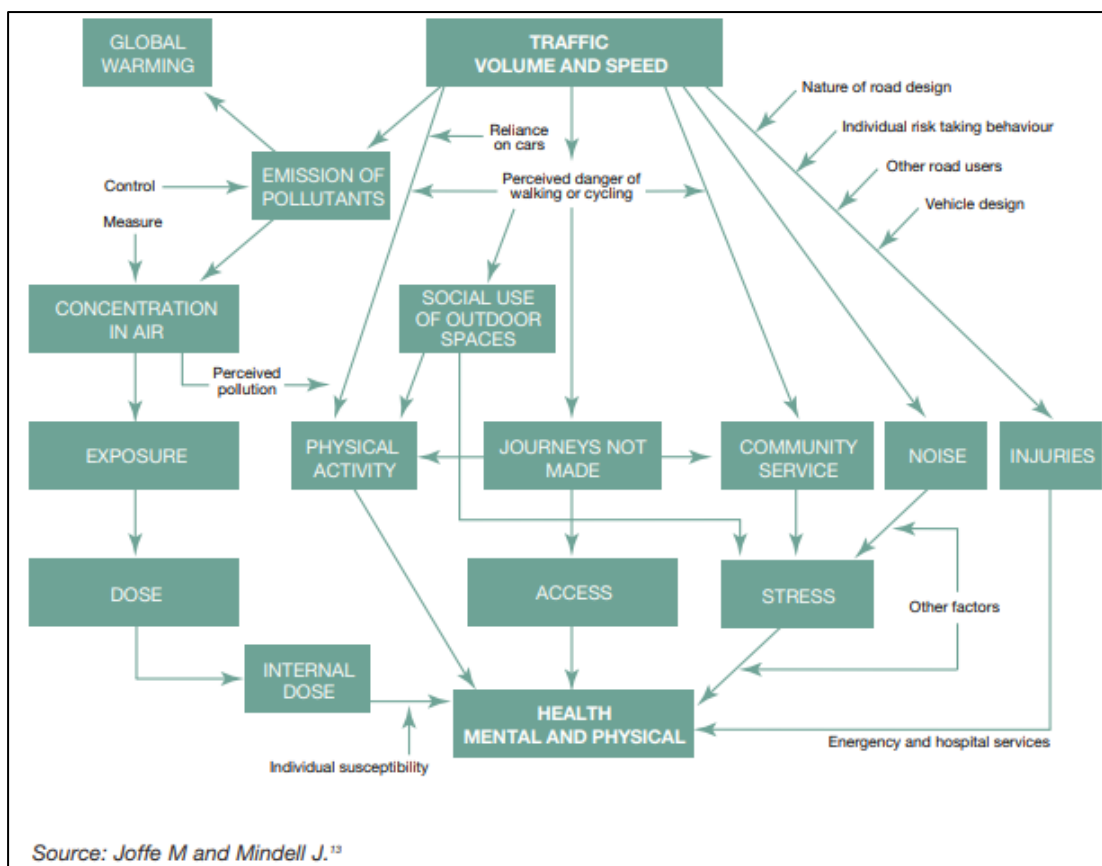 GLOBAL
WARMING
TRAFFIC
VOLUME AND SPEED
Nature of road design
Individual risk taking behaviour
Other road users
Vehicle design
Reliance
on cars
EMISSION OF
POLLUTANTS
Control
Perceived danger of
walking or cycling
Measure
CONCENTRATION
IN AIR
SOCIAL USE
OF OUTDOOR
SPACES
Perceived
pollution
EXPOSURE
PHYSICAL
ACTIVITY
JOURNEYS NOT
MADE
COMMUNITY
SERVICE
NOISE
INJURIES
DOSE
ACCESS
STRESS
Other factors
INTERNAL
DOSE
HEALTH
MENTAL AND PHYSICAL
Energency and hospital services
Individual susceptibility
Source: Joffe M and Mindell J.¹³